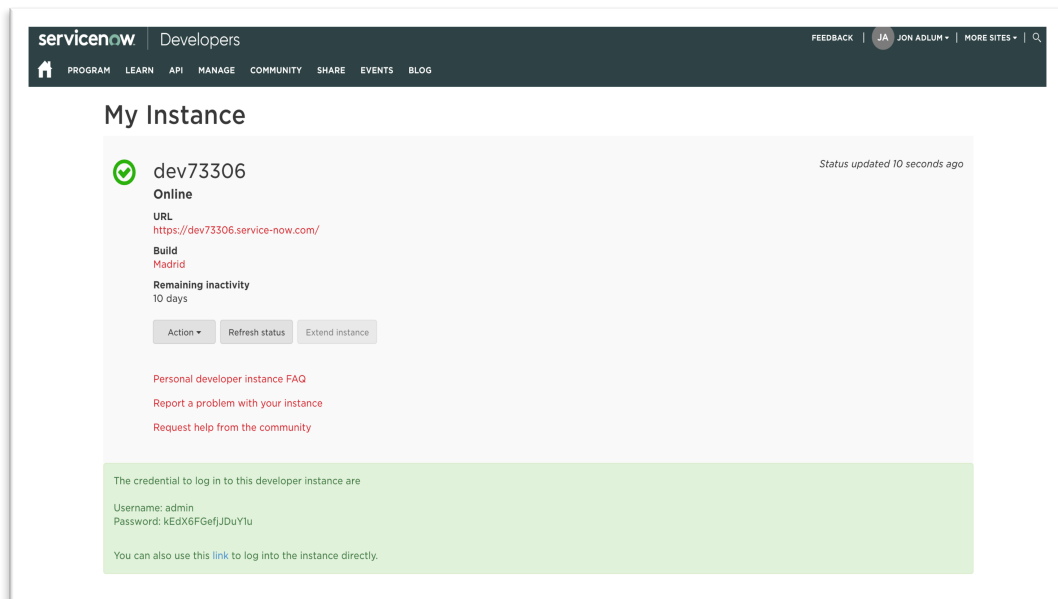 servicenow. Developers
FEEDBACK JA JON ADLUM MORE SITES
PROGRAM LEARN API MANAGE COMMUNITY SHARE EVENTS BLOG
My Instance
dev73306
Status updated 10 seconds ago
Online
URL
https://dev73306.service-now.com/
Build
Madrid
Remaining inactivity
10 days
Action Refresh status Extend instance
Personal developer instance FAQ
Report a problem with your instance
Request help from the community
The credential to log in to this developer instance are
Username: admin
Password: kEdX6FGefjJDuY1u
You can also use this link to log into the instance directly.